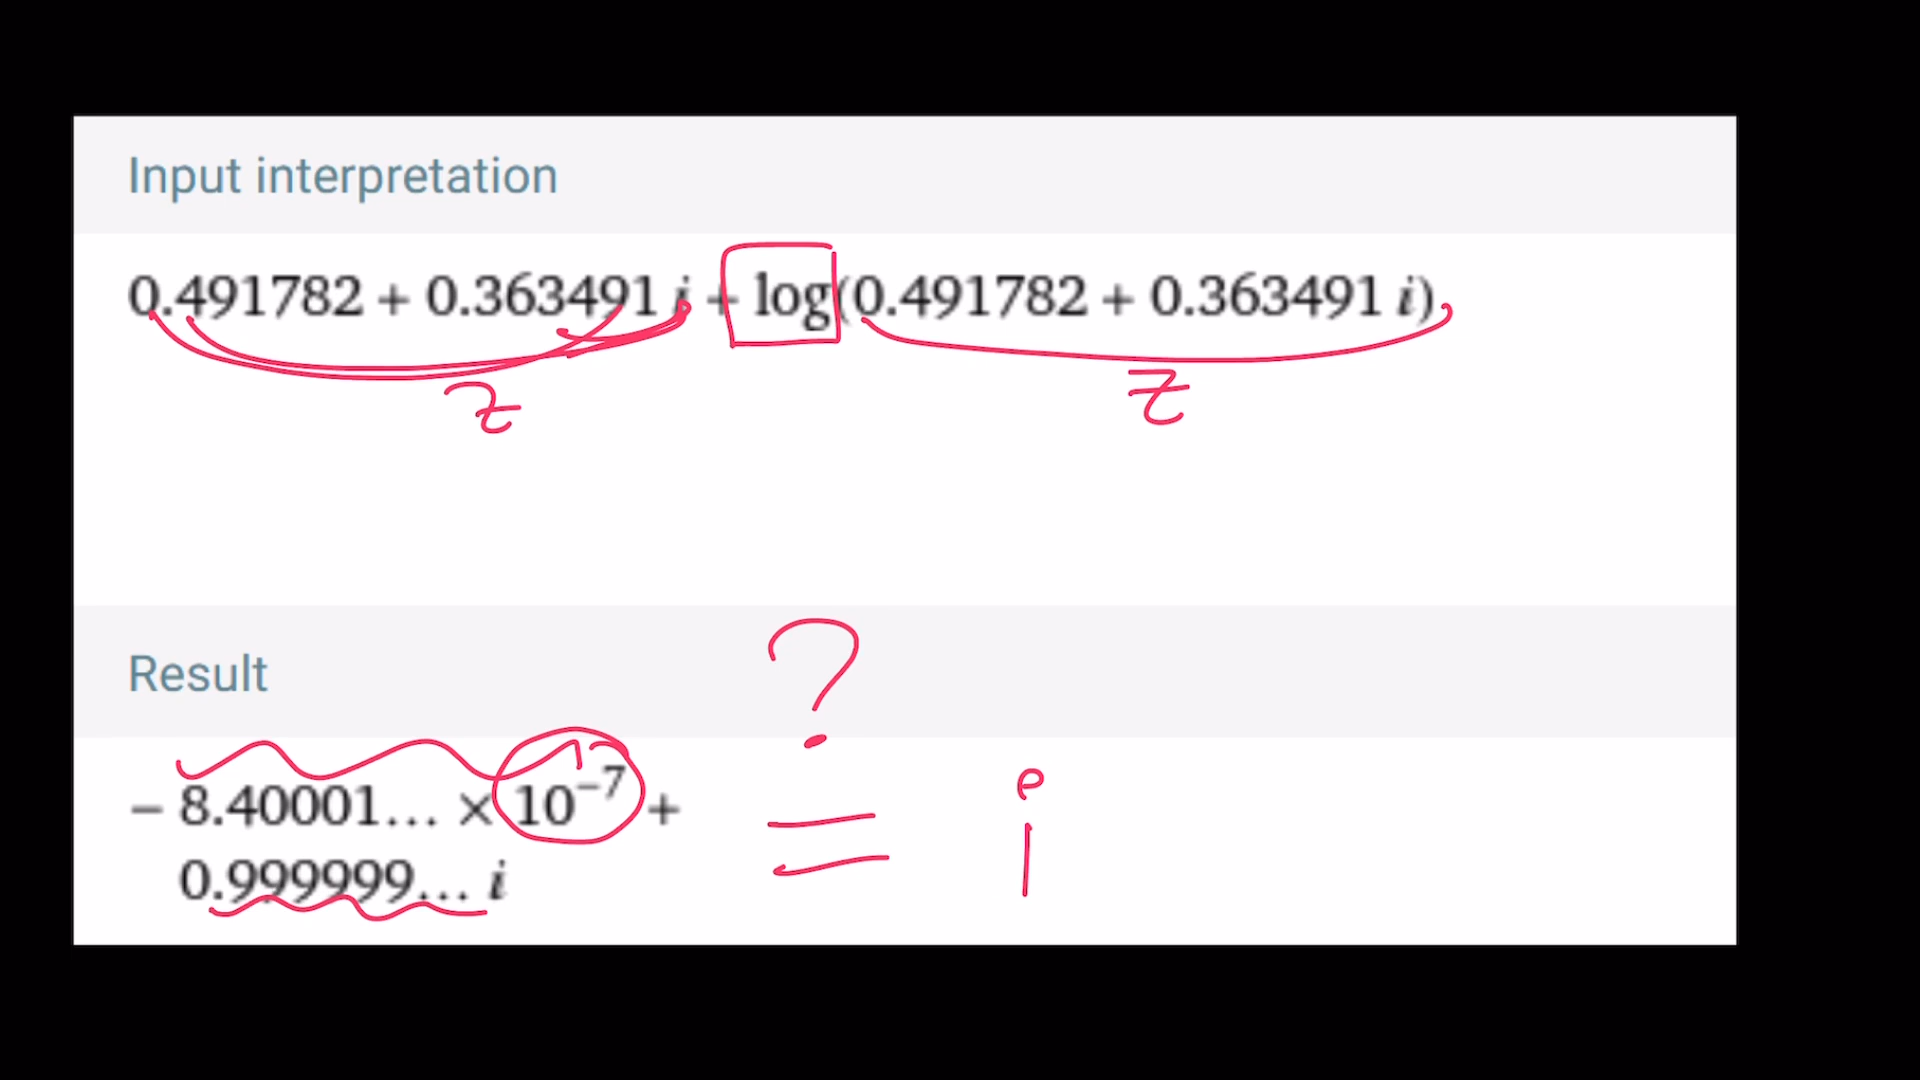 Input interpretation
0.491782 + 0.363491 i + log(0.491782 + 0.363491 i)
z z
Result
?
− 8.40001… × 10⁻⁷ +
0.999999… i
= i